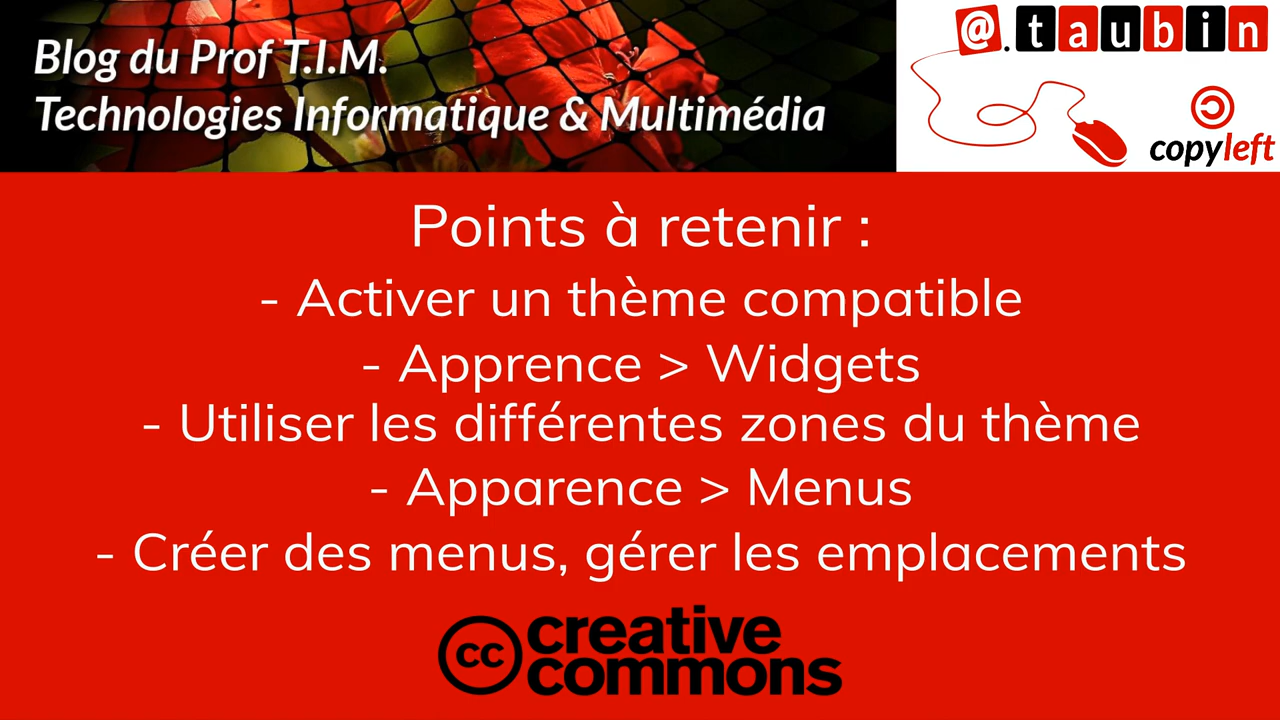 Blog du Prof T.I.M.
Technologies Informatique & Multimédia
@.taubin
copyleft
Points à retenir :
- Activer un thème compatible
- Apprence > Widgets
- Utiliser les différentes zones du thème
- Apparence > Menus
- Créer des menus, gérer les emplacements
cc creative
commons